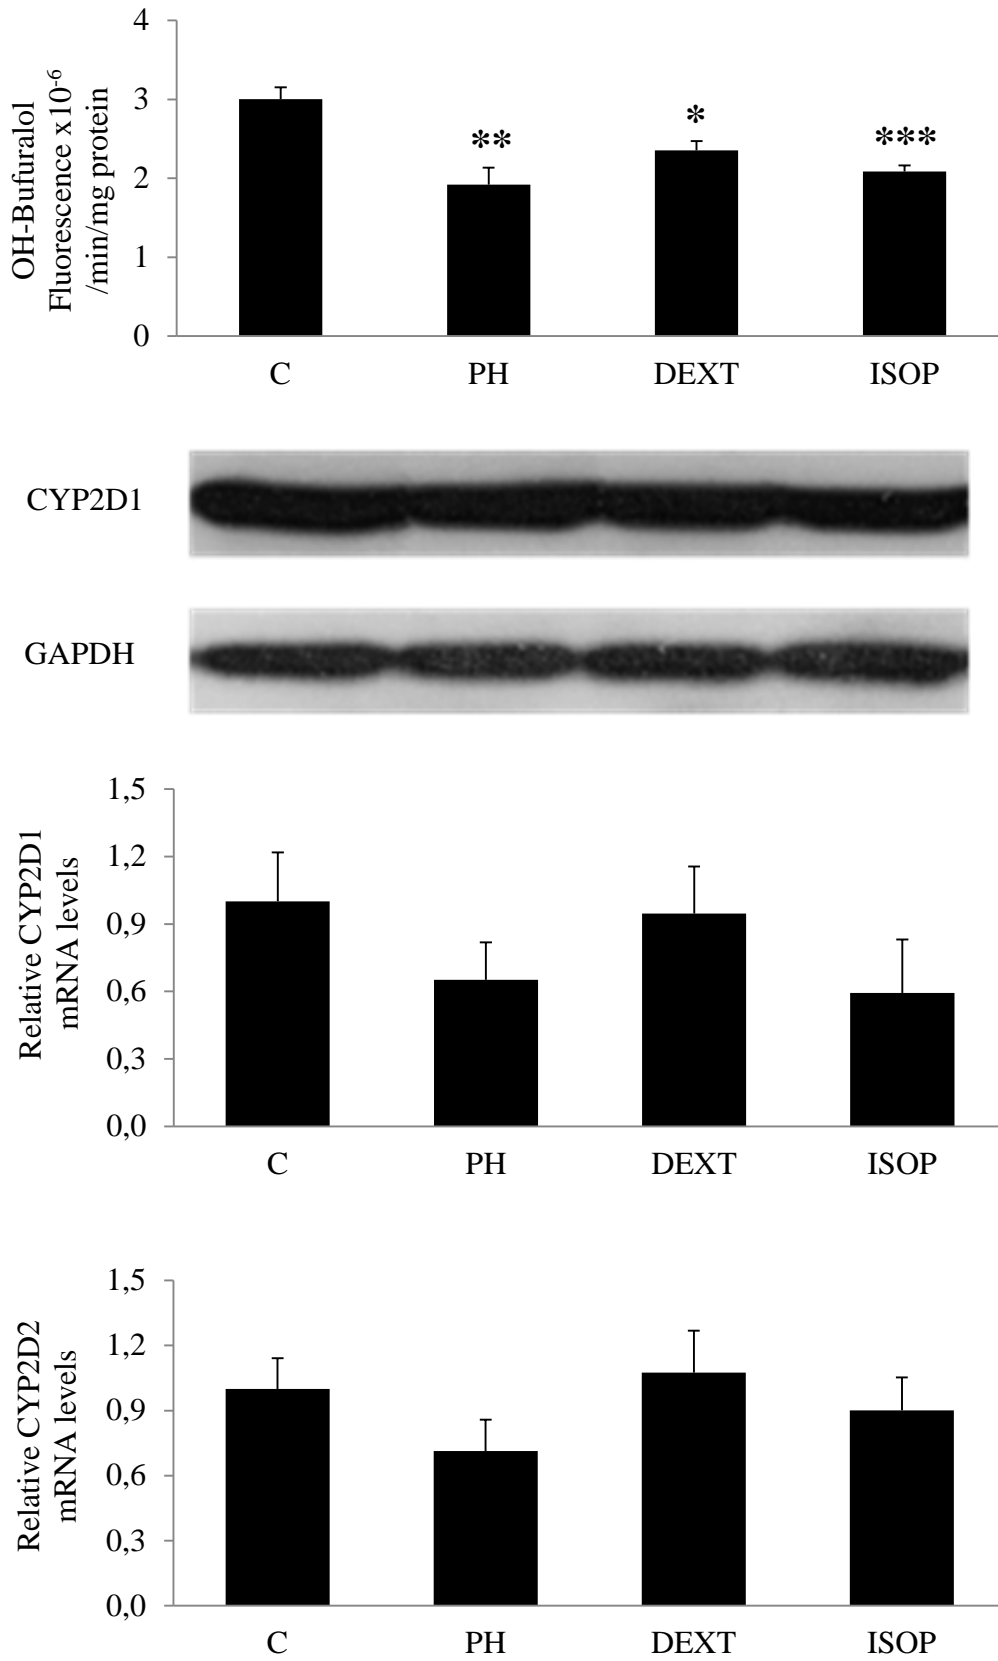 OH-Bufuralol
Fluorescence x10-6
/min/mg protein
4
3
2
1
0
**
*
***
C PH DEXT ISOP
CYP2D1
GAPDH
Relative CYP2D1
mRNA levels
1,5
1,2
0,9
0,6
0,3
0,0
C PH DEXT ISOP
Relative CYP2D2
mRNA levels
1,5
1,2
0,9
0,6
0,3
0,0
C PH DEXT ISOP